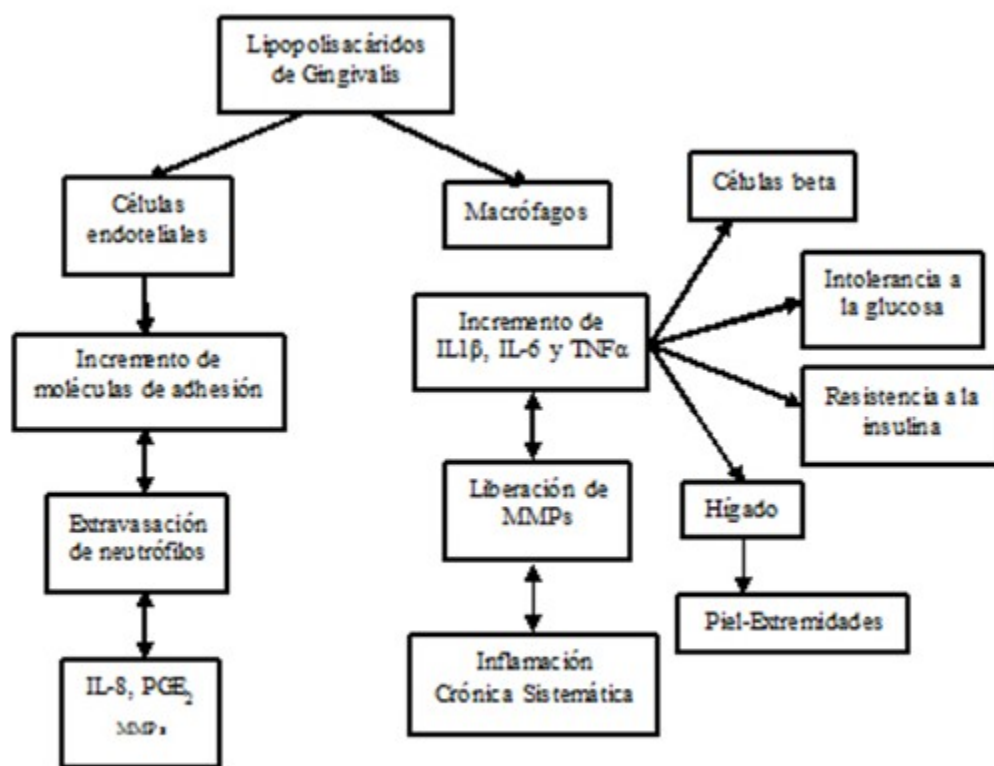 Lipopolisacáridos
de Gingivalis
Células
endoteliales
Macrófagos
Células beta
Intolerancia a
la glucosa
Incremento de
IL1β, IL-6 y TNFα
Incremento de
moléculas de adhesión
Resistencia a la
insulina
Liberación de
MMPs
Hígado
Extravasación
de neutrófilos
Piel-Extremidades
Inflamación
Crónica Sistemática
IL-8, PGE₂
MMPs